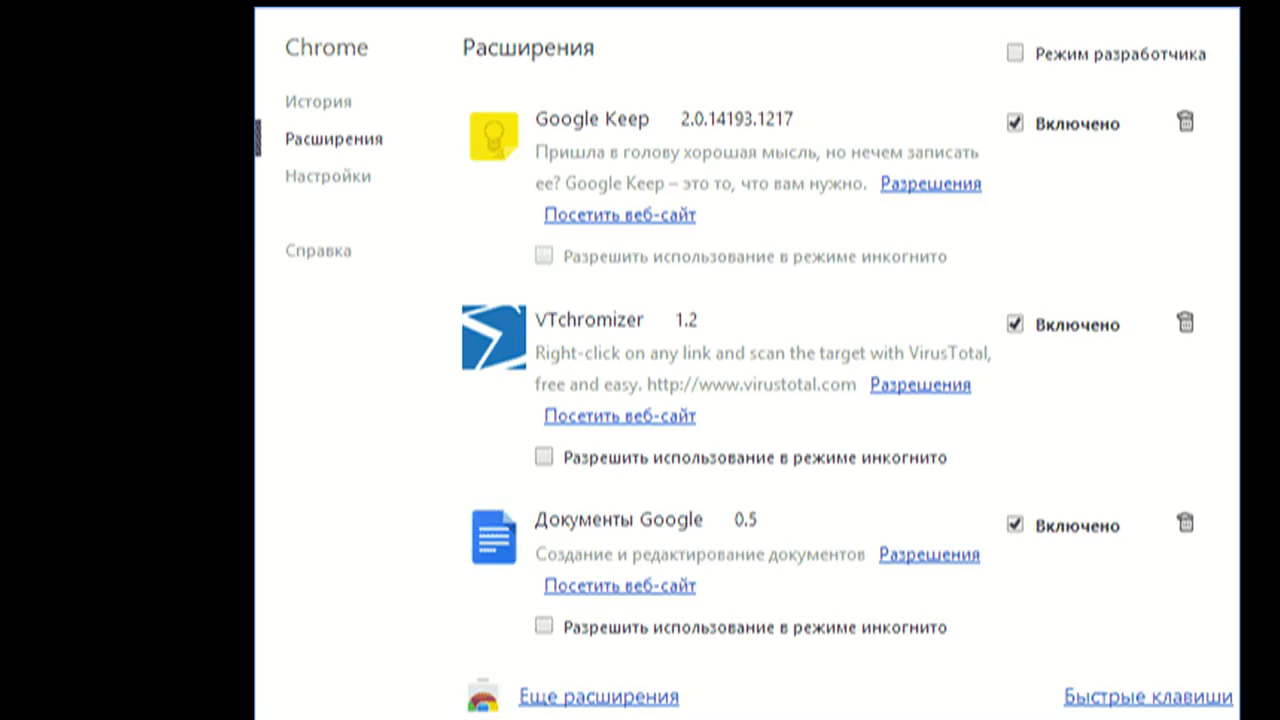 Chrome
Расширения
Режим разработчика
История
Расширения
Настройки
Справка
Google Keep 2.0.14193.1217
Включено
Пришла в голову хорошая мысль, но нечем записать
ее? Google Keep – это то, что вам нужно. Разрешения
Посетить веб-сайт
Разрешить использование в режиме инкогнито
VTchromizer 1.2
Включено
Right-click on any link and scan the target with VirusTotal,
free and easy. http://www.virustotal.com Разрешения
Посетить веб-сайт
Разрешить использование в режиме инкогнито
Документы Google 0.5
Включено
Создание и редактирование документов Разрешения
Посетить веб-сайт
Разрешить использование в режиме инкогнито
Еще расширения
Быстрые клавиши